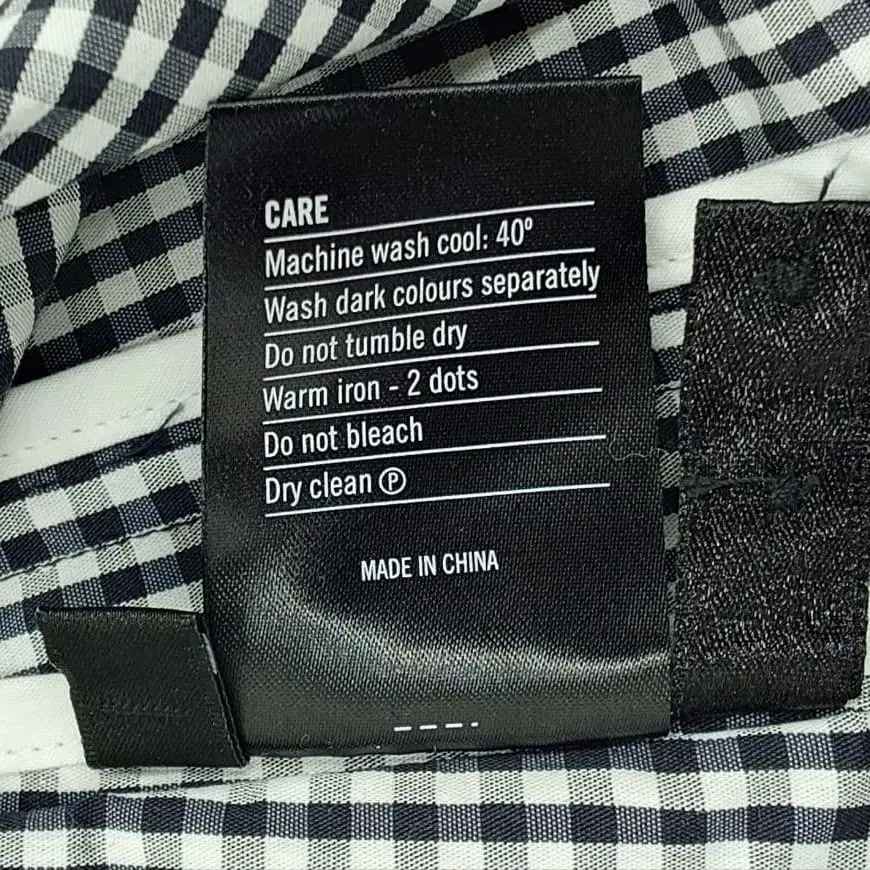 CARE
Machine wash cool: 40º
Wash dark colours separately
Do not tumble dry
Warm iron - 2 dots
Do not bleach
Dry clean Ⓟ
MADE IN CHINA